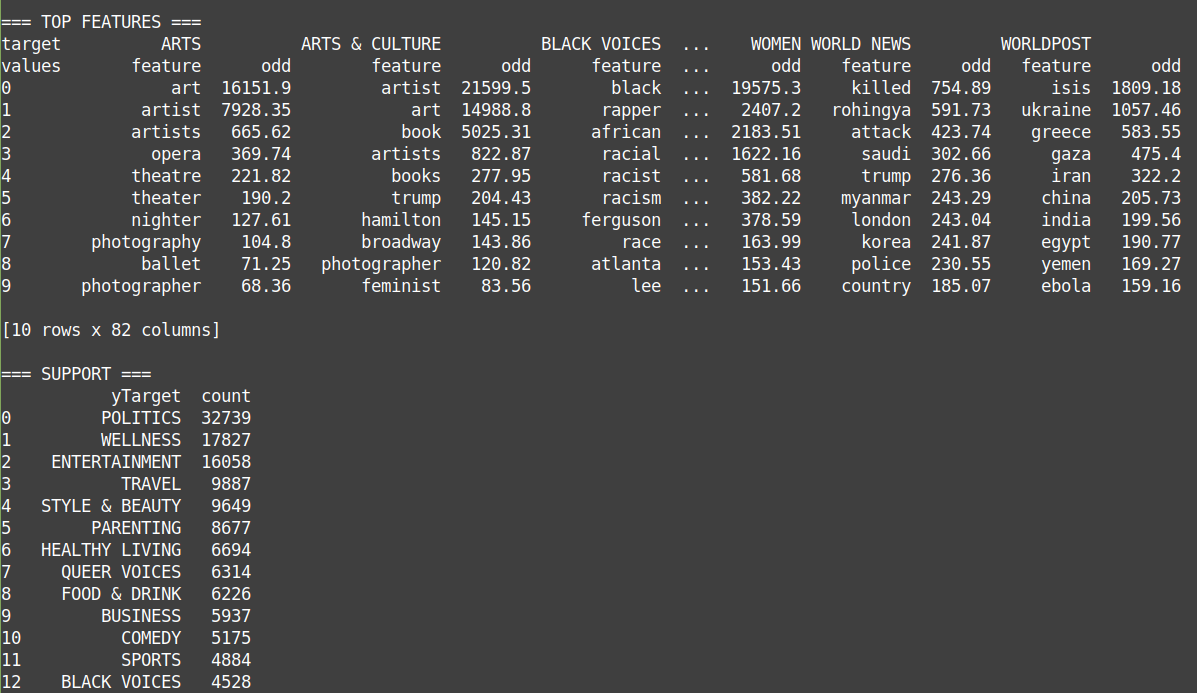 === TOP FEATURES ===
target ARTS ARTS & CULTURE BLACK VOICES ... WOMEN WORLD NEWS WORLDPOST
values feature odd feature odd feature ... odd feature odd feature odd
0 art 16151.9 artist 21599.5 black ... 19575.3 killed 754.89 isis 1809.18
1 artist 7928.35 art 14988.8 rapper ... 2407.2 rohingya 591.73 ukraine 1057.46
2 artists 665.62 book 5025.31 african ... 2183.51 attack 423.74 greece 583.55
3 opera 369.74 artists 822.87 racial ... 1622.16 saudi 302.66 gaza 475.4
4 theatre 221.82 books 277.95 racist ... 581.68 trump 276.36 iran 322.2
5 theater 190.2 trump 204.43 racism ... 382.22 myanmar 243.29 china 205.73
6 nighter 127.61 hamilton 145.15 ferguson ... 378.59 london 243.04 india 199.56
7 photography 104.8 broadway 143.86 race ... 163.99 korea 241.87 egypt 190.77
8 ballet 71.25 photographer 120.82 atlanta ... 153.43 police 230.55 yemen 169.27
9 photographer 68.36 feminist 83.56 lee ... 151.66 country 185.07 ebola 159.16
[10 rows x 82 columns]
=== SUPPORT ===
yTarget count
0 POLITICS 32739
1 WELLNESS 17827
2 ENTERTAINMENT 16058
3 TRAVEL 9887
4 STYLE & BEAUTY 9649
5 PARENTING 8677
6 HEALTHY LIVING 6694
7 QUEER VOICES 6314
8 FOOD & DRINK 6226
9 BUSINESS 5937
10 COMEDY 5175
11 SPORTS 4884
12 BLACK VOICES 4528